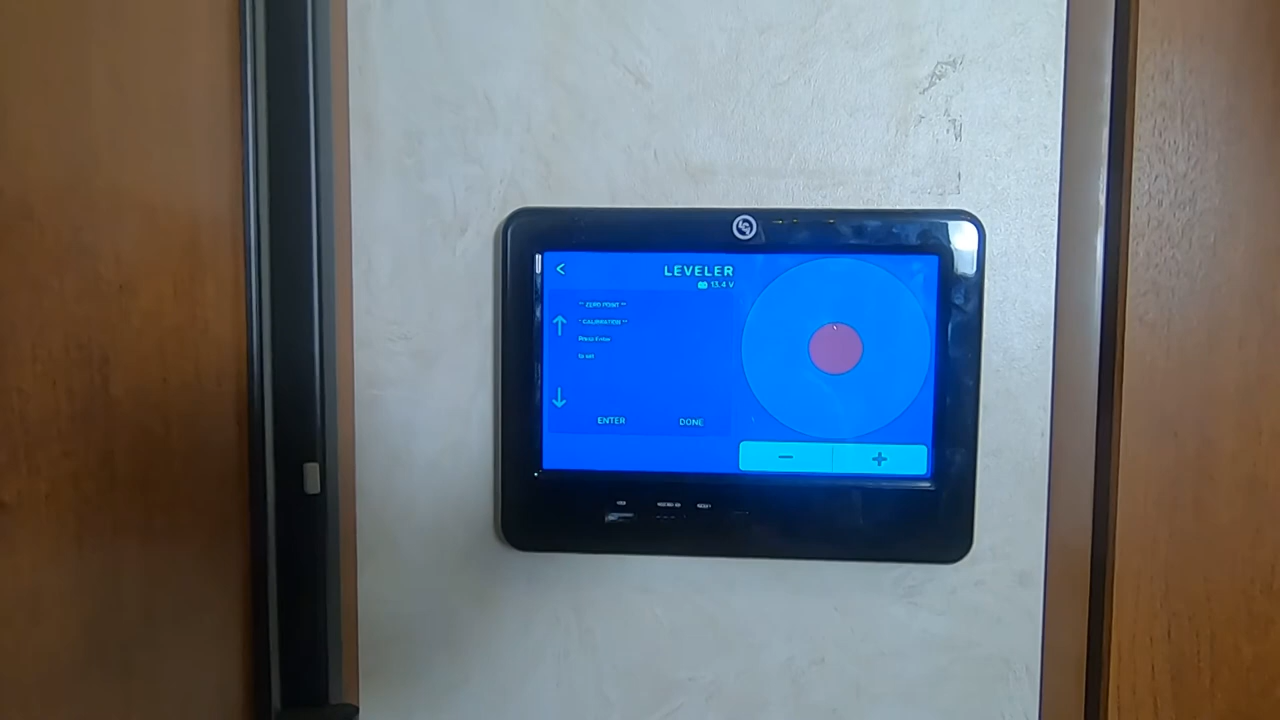 <
LEVELER
13.4 V
** ZERO POINT **
* CALIBRATION **
Press Enter
to set
ENTER
DONE
− +